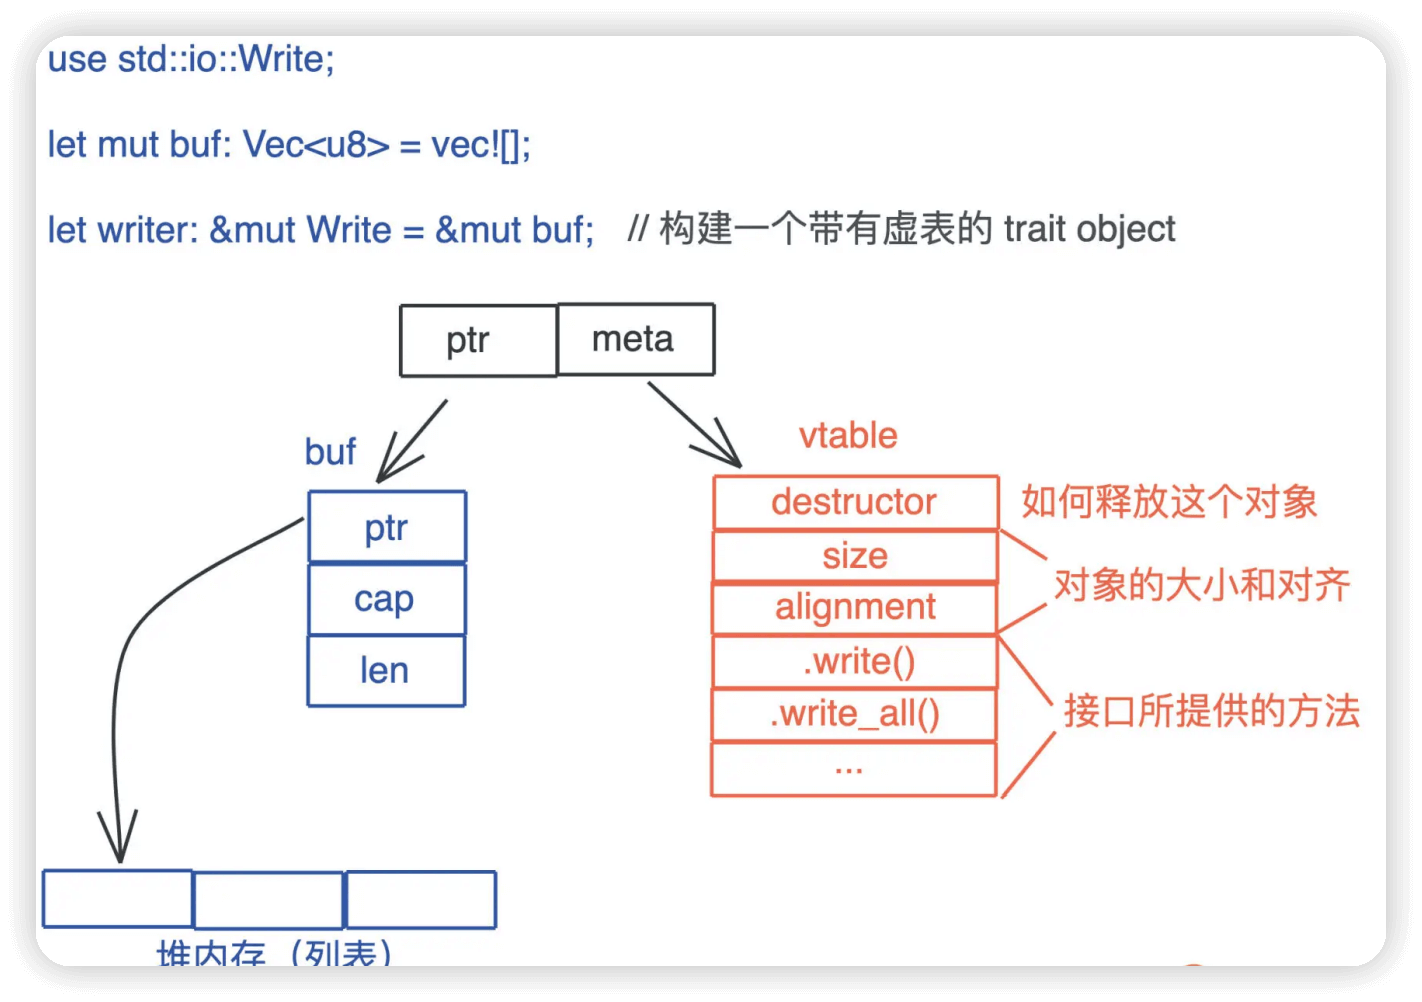 use std::io::Write;
let mut buf: Vec<u8> = vec![];
let writer: &mut Write = &mut buf; // 构建一个带有虚表的 trait object
ptr meta
buf
vtable
ptr
cap
len
destructor 如何释放这个对象
size
对象的大小和对齐
alignment
.write()
.write_all() 接口所提供的方法
...
堆内存（列表）